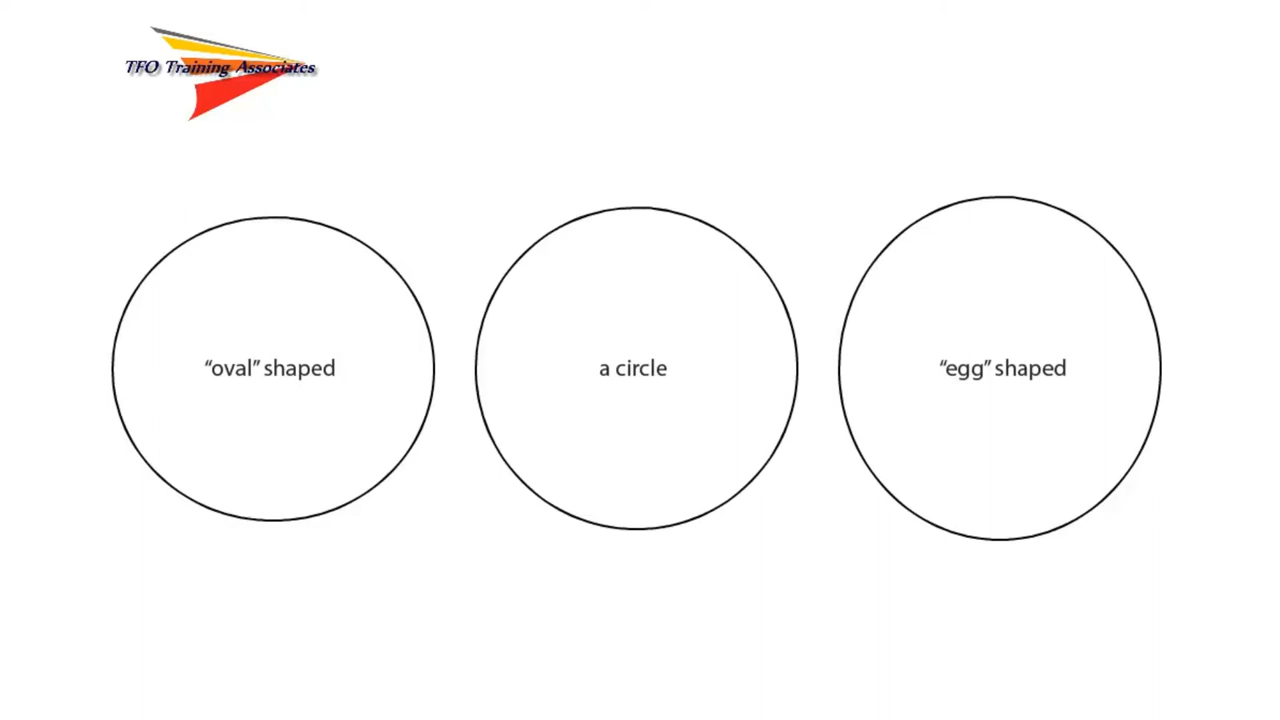 TFO Training Associates
“oval” shaped
a circle
“egg” shaped